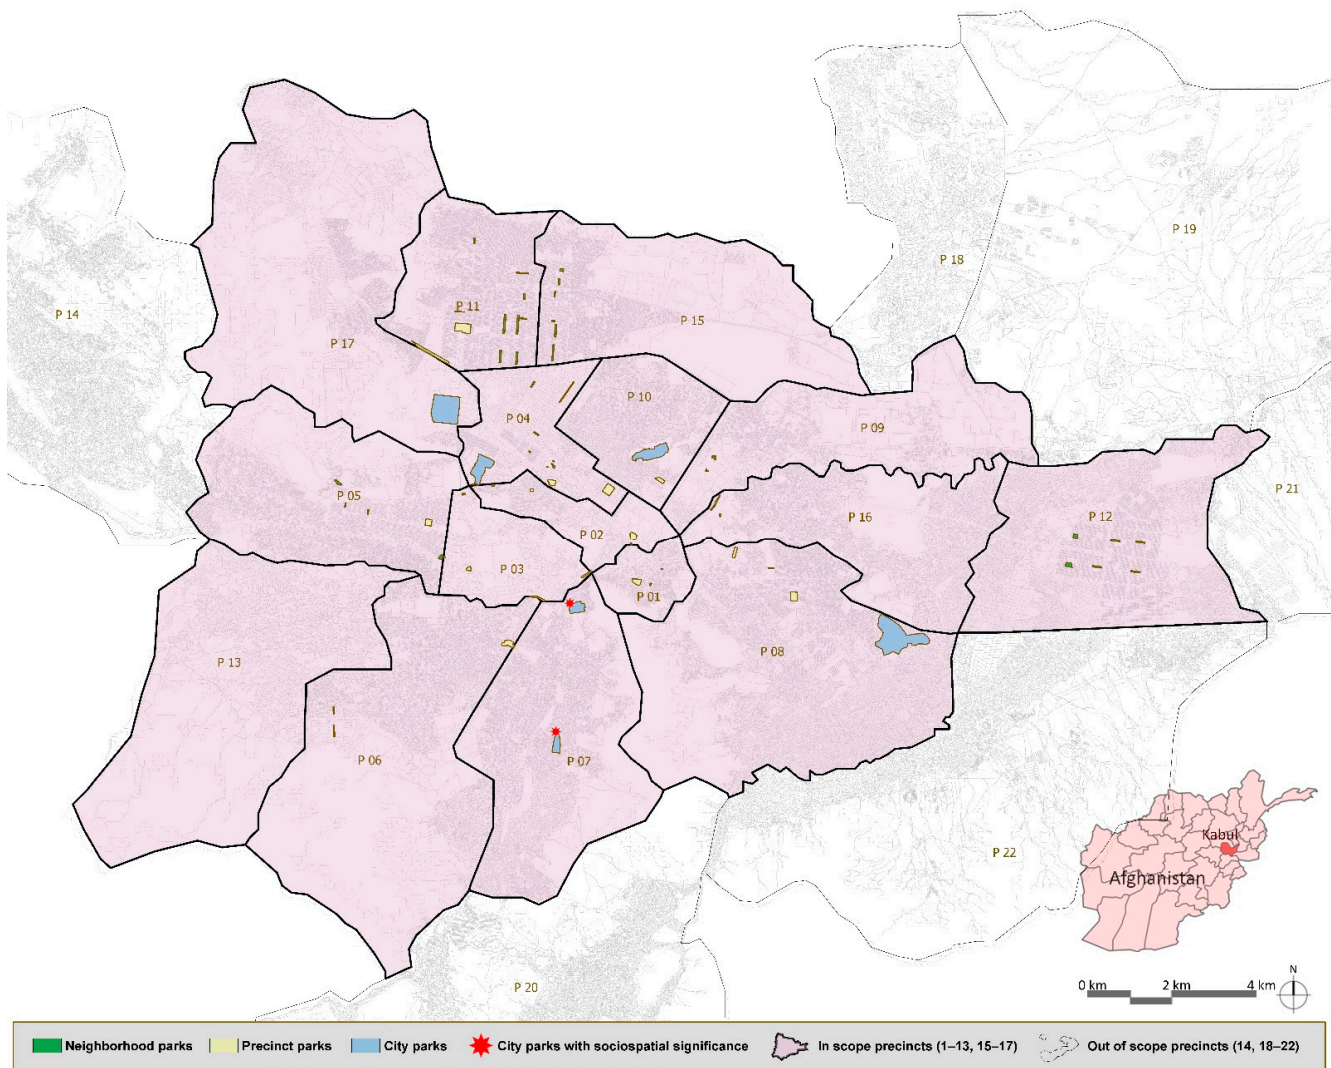 P 19
P 18
P 14
P 11
P 15
P 17
P 10
P 04
P 09
P 05
P 21
P 12
P 16
P 02
P 03
P 01
P 13
P 08
P 06
P 07
Kabul
P 22
Afghanistan
P 20
N
0 km 2 km 4 km
Neighborhood parks Precinct parks City parks City parks with sociospatial significance In scope precincts (1–13, 15–17) Out of scope precincts (14, 18–22)